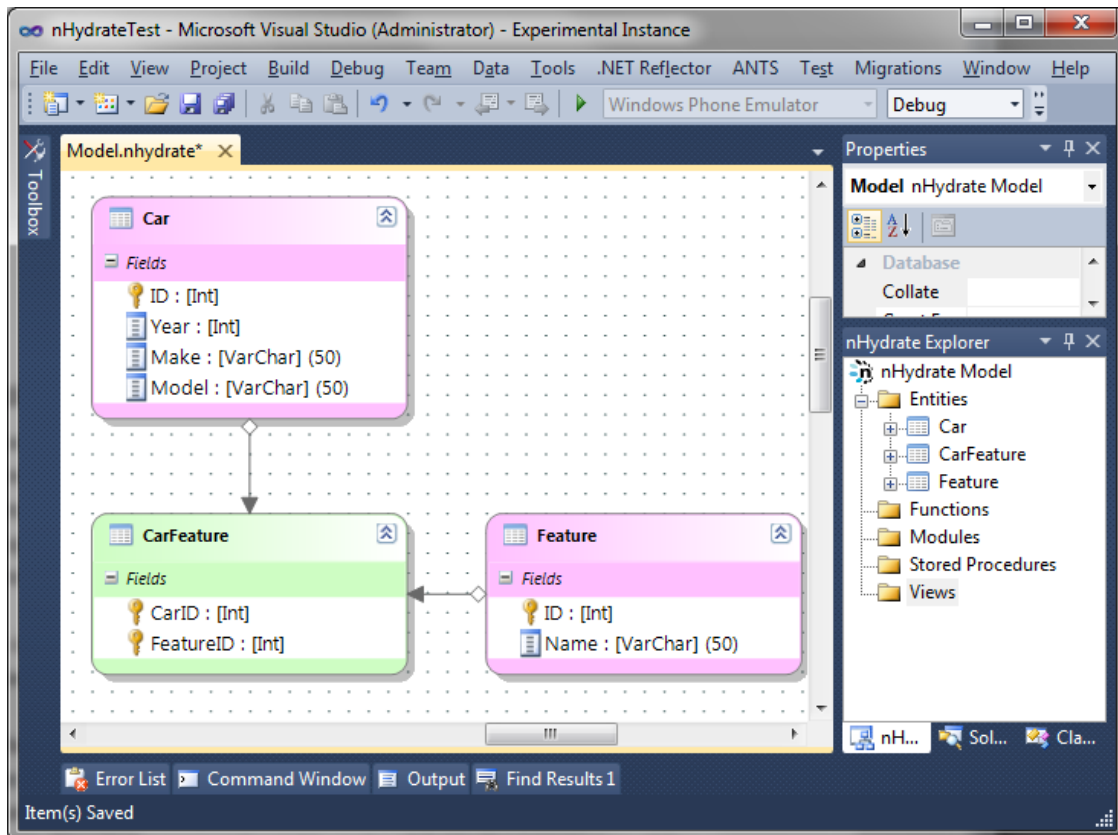 nHydrateTest - Microsoft Visual Studio (Administrator) - Experimental Instance
File Edit View Project Build Debug Team Data Tools .NET Reflector ANTS Test Migrations Window Help
Windows Phone Emulator Debug
Toolbox
Model.nhydrate*
Car
Fields
ID : [Int]
Year : [Int]
Make : [VarChar] (50)
Model : [VarChar] (50)
CarFeature
Fields
CarID : [Int]
FeatureID : [Int]
Feature
Fields
ID : [Int]
Name : [VarChar] (50)
Properties
Model nHydrate Model
Database
Collate
nHydrate Explorer
nHydrate Model
Entities
Car
CarFeature
Feature
Functions
Modules
Stored Procedures
Views
nH... Sol... Cla...
Error List Command Window Output Find Results 1
Item(s) Saved